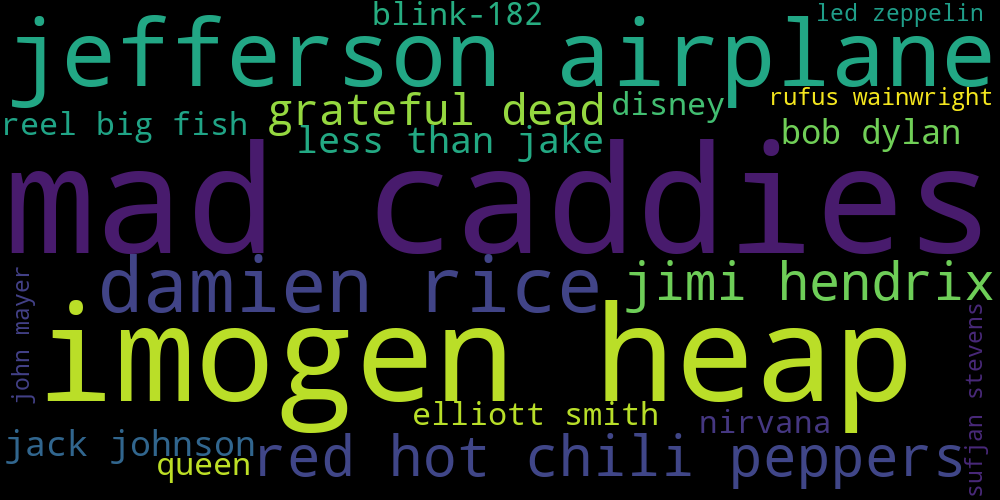 blink-182
led zeppelin
jefferson airplane
rufus wainwright
grateful dead
disney
reel big fish
less than jake
bob dylan
mad caddies
damien rice
jimi hendrix
john mayer
imogen heap
sufjan stevens
elliott smith
nirvana
jack johnson
queen
red hot chili peppers